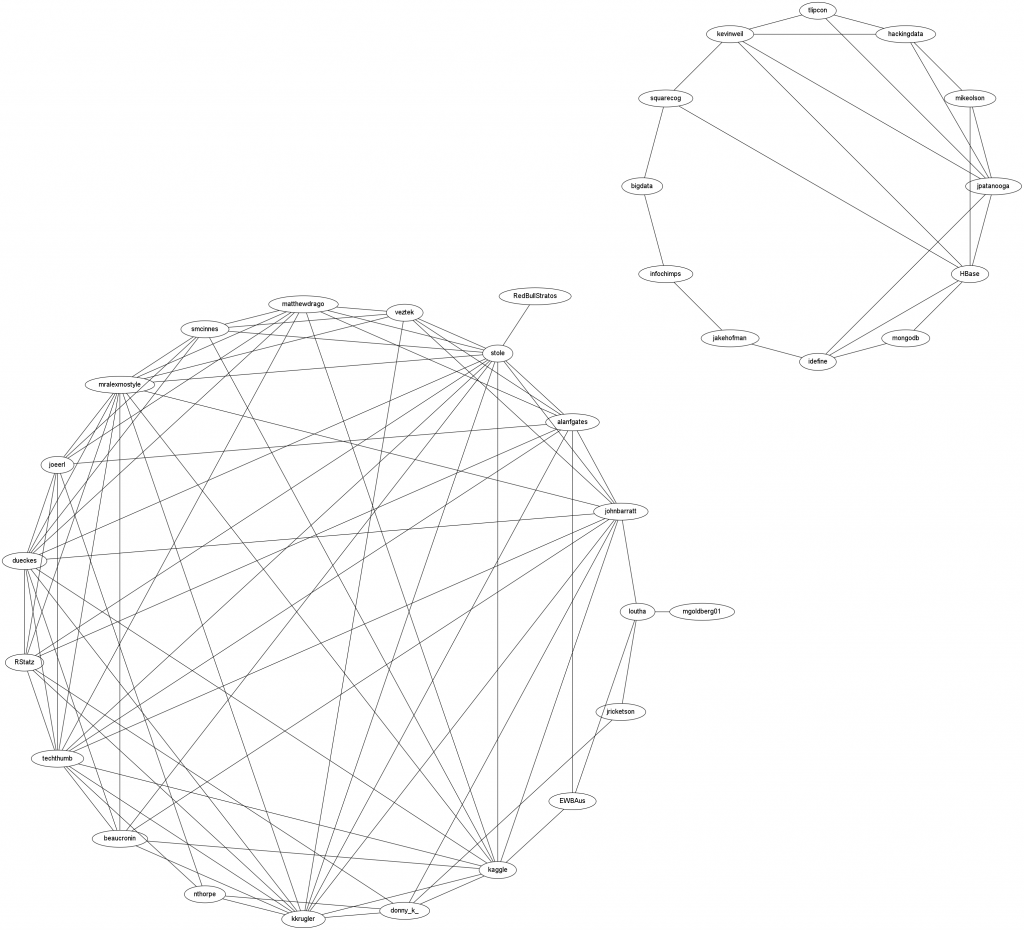 tlipcon
kevinweil
hackingdata
squarecog
mikeolson
bigdata
jpatanooga
infochimps
HBase
jakehofman
mongodb
idefine
RedBullStratos
matthewdrago
veztek
smcinnes
stole
mralexmostyle
alanfgates
joeerl
johnbarratt
dueckes
loutha
mgoldberg01
RStatz
jricketson
techthumb
EWBAus
beaucronin
kaggle
nthorpe
donny_k_
kkrugler